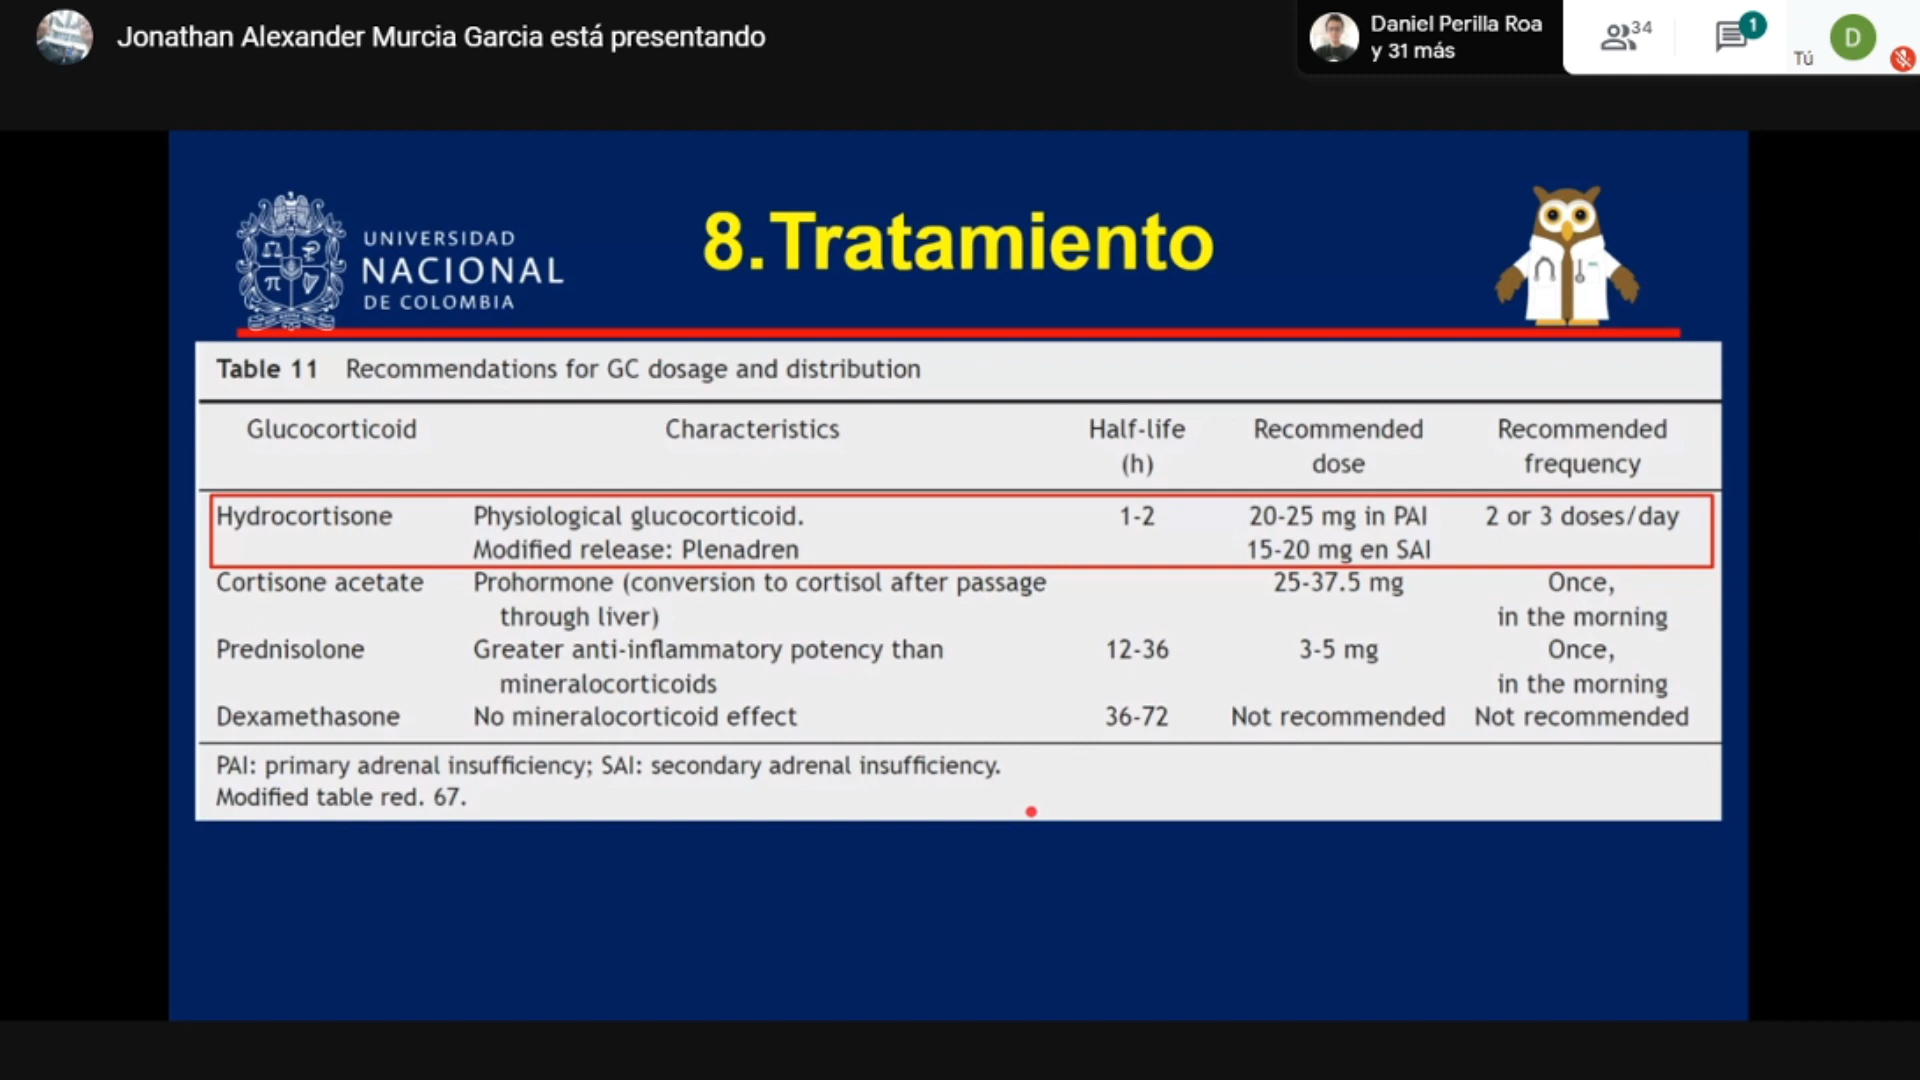 Jonathan Alexander Murcia Garcia está presentando
Daniel Perilla Roa
y 31 más
34
1
Tú
D
UNIVERSIDAD
NACIONAL
DE COLOMBIA
π
8.Tratamiento
Table 11 Recommendations for GC dosage and distribution
Glucocorticoid Characteristics Half-life Recommended Recommended
(h) dose frequency
Hydrocortisone Physiological glucocorticoid. 1-2 20-25 mg in PAI 2 or 3 doses/day
Modified release: Plenadren 15-20 mg en SAI
Cortisone acetate Prohormone (conversion to cortisol after passage 25-37.5 mg Once,
through liver) in the morning
Prednisolone Greater anti-inflammatory potency than 12-36 3-5 mg Once,
mineralocorticoids in the morning
Dexamethasone No mineralocorticoid effect 36-72 Not recommended Not recommended
PAI: primary adrenal insufficiency; SAI: secondary adrenal insufficiency.
Modified table red. 67.